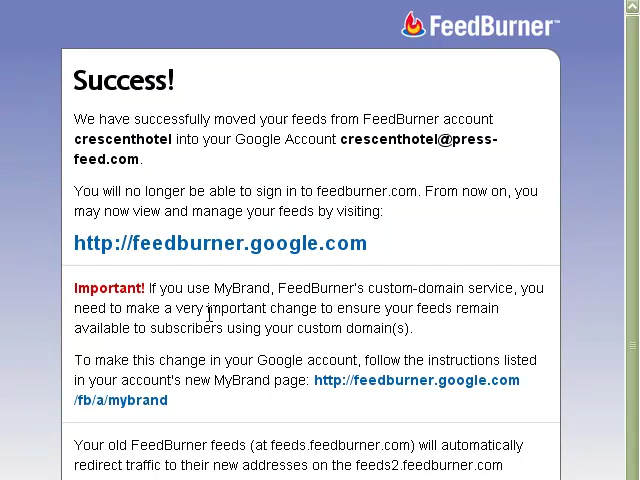 FeedBurner™
Success!
We have successfully moved your feeds from FeedBurner account
crescenthotel into your Google Account crescenthotel@press-
feed.com.
You will no longer be able to sign in to feedburner.com. From now on, you
may now view and manage your feeds by visiting:
http://feedburner.google.com
Important! If you use MyBrand, FeedBurner's custom-domain service, you
need to make a very important change to ensure your feeds remain
available to subscribers using your custom domain(s).
To make this change in your Google account, follow the instructions listed
in your account's new MyBrand page: http://feedburner.google.com
/fb/a/mybrand
Your old FeedBurner feeds (at feeds.feedburner.com) will automatically
redirect traffic to their new addresses on the feeds2.feedburner.com